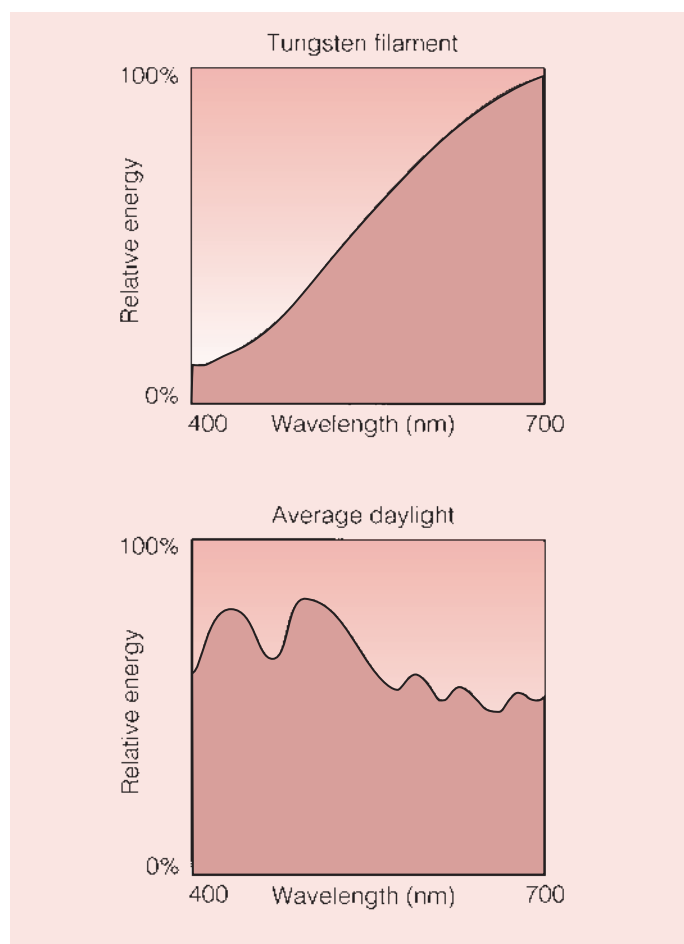 Tungsten filament
100%
Relative energy
0%
400 Wavelength (nm) 700
Average daylight
100%
Relative energy
0%
400 Wavelength (nm) 700